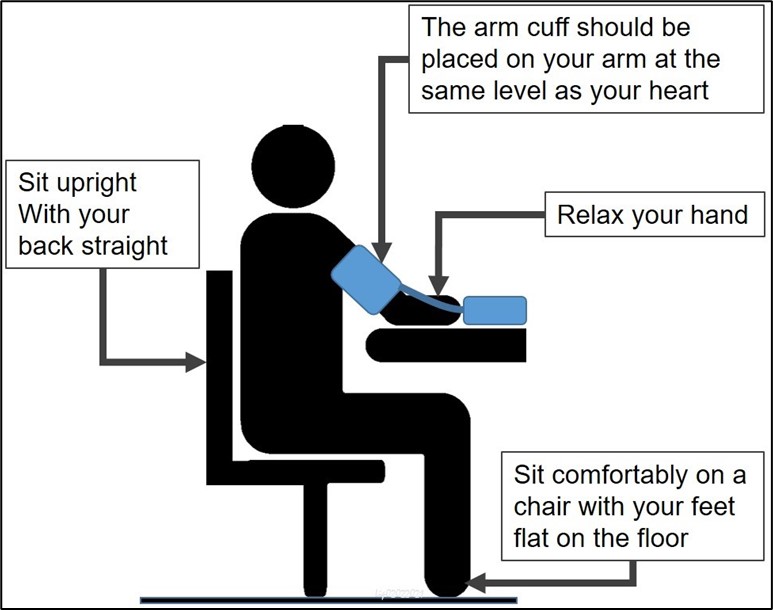 The arm cuff should be
placed on your arm at the
same level as your heart
Sit upright
With your
back straight
Relax your hand
Sit comfortably on a
chair with your feet
flat on the floor